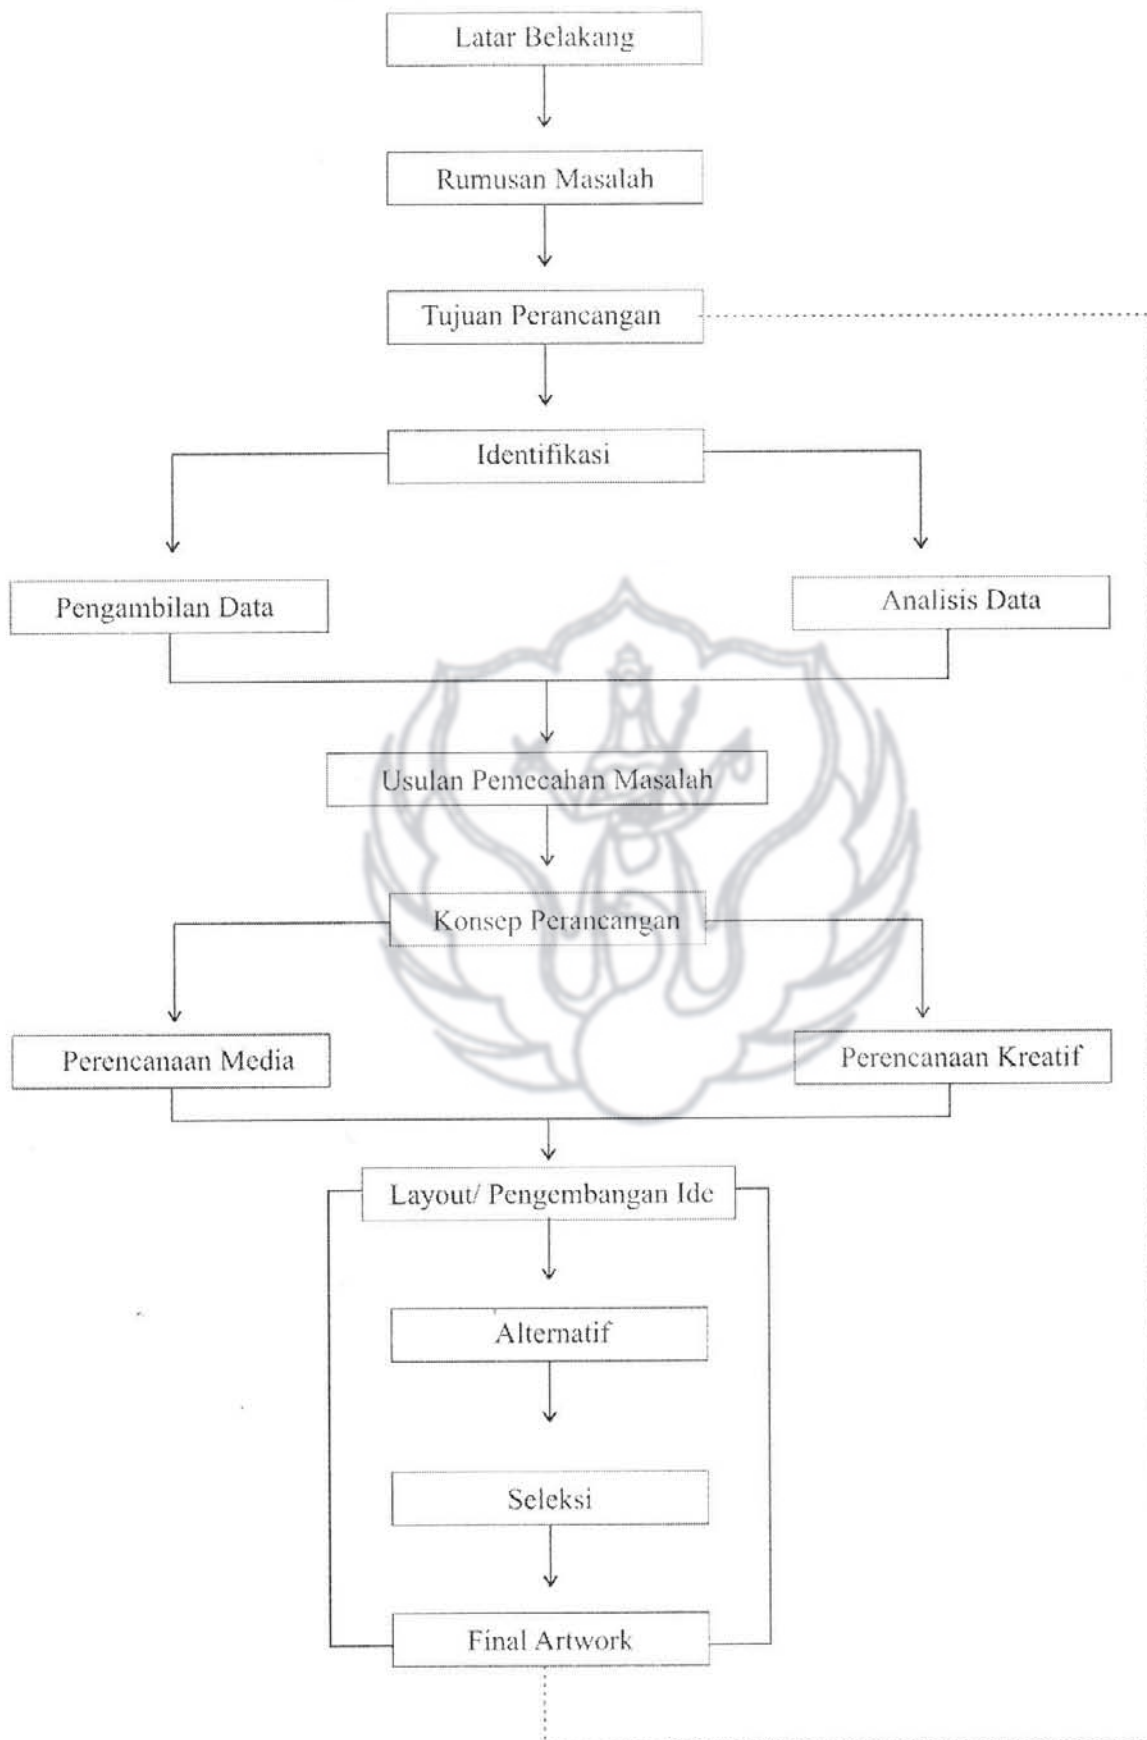 Latar Belakang
Rumusan Masalah
Tujuan Perancangan
Identifikasi
Pengambilan Data
Analisis Data
Usulan Pemecahan Masalah
Konsep Perancangan
Perencanaan Media
Perencanaan Kreatif
Layout/ Pengembangan Ide
Alternatif
Seleksi
Final Artwork